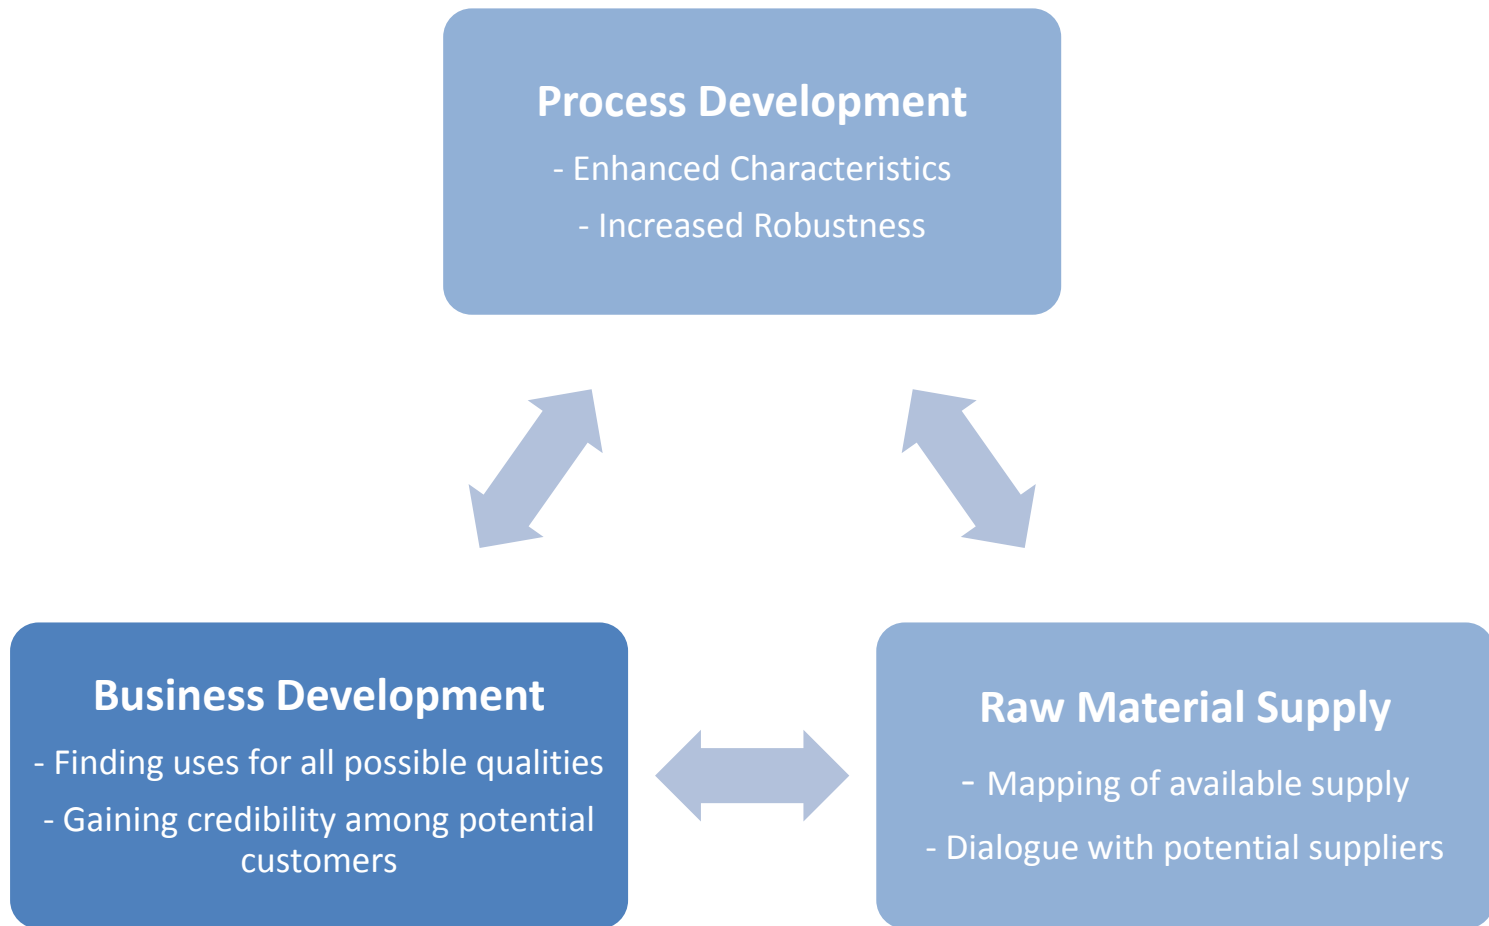 Process Development
- Enhanced Characteristics
- Increased Robustness
Business Development
- Finding uses for all possible qualities
- Gaining credibility among potential
customers
Raw Material Supply
- Mapping of available supply
- Dialogue with potential suppliers